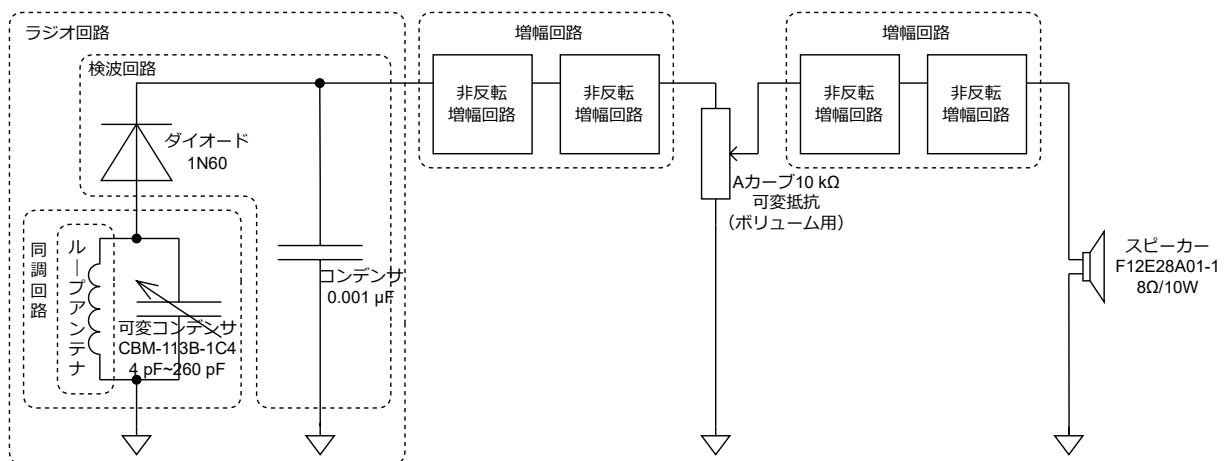 ラジオ回路
検波回路
ダイオード
1N60
同調回路
ループアンテナ
可変コンデンサ
CBM-113B-1C4
4 pF~260 pF
コンデンサ
0.001 μF
増幅回路
非反転
増幅回路
非反転
増幅回路
Aカーブ10 kΩ
可変抵抗
（ボリューム用）
増幅回路
非反転
増幅回路
非反転
増幅回路
スピーカー
F12E28A01-1
8Ω/10W